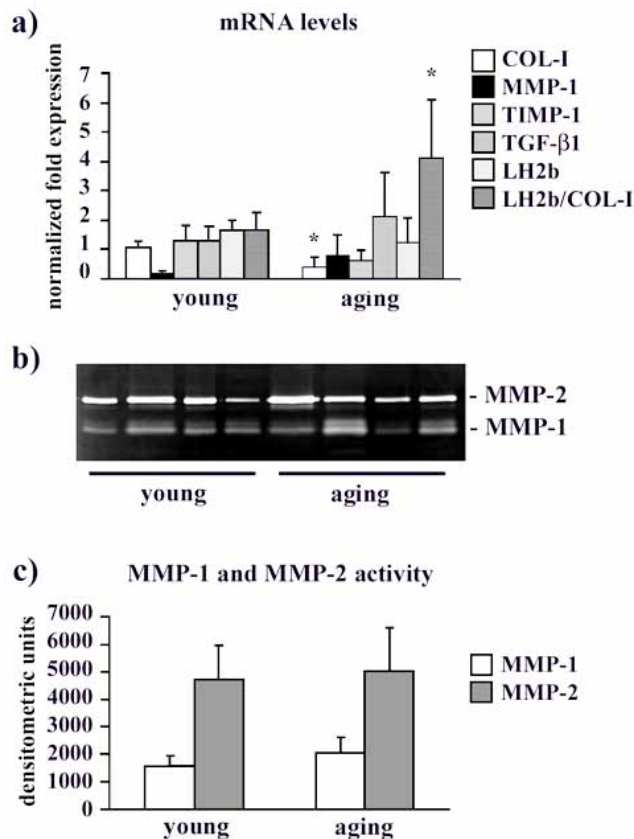 a)
mRNA levels
normalized fold expression
7
6
5
4
3
2
1
0
*
*
young
aging
COL-I
MMP-1
TIMP-1
TGF-β1
LH2b
LH2b/COL-I
b)
- MMP-2
- MMP-1
young
aging
c)
MMP-1 and MMP-2 activity
densitometric units
7000
6000
5000
4000
3000
2000
1000
0
young
aging
MMP-1
MMP-2